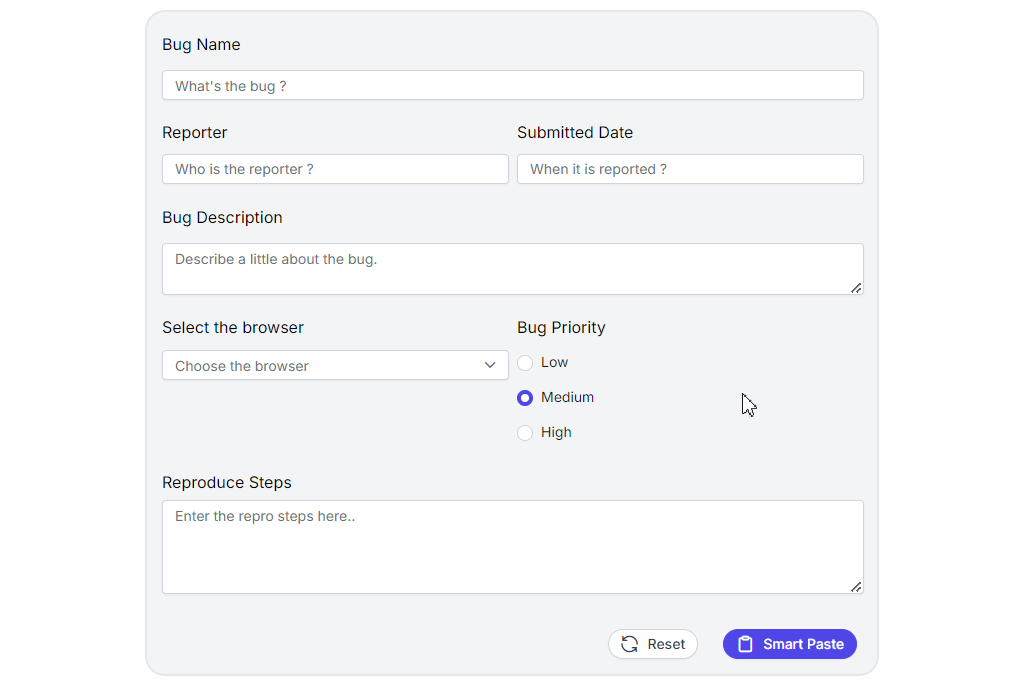 Bug Name
What's the bug ?
Reporter
Submitted Date
Who is the reporter ?
When it is reported ?
Bug Description
Describe a little about the bug.
Select the browser
Bug Priority
Choose the browser
Low
Medium
High
Reproduce Steps
Enter the repro steps here..
Reset
Smart Paste